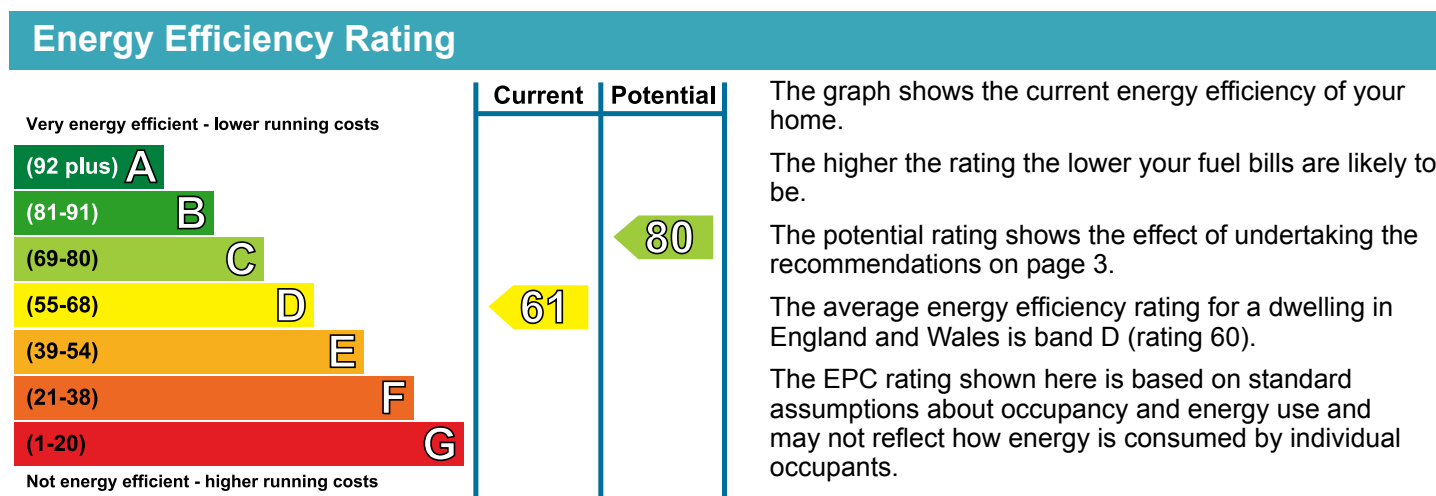 Energy Efficiency Rating
Current Potential
Very energy efficient - lower running costs
(92 plus) A
(81-91) B
(69-80) C
(55-68) D
(39-54) E
(21-38) F
(1-20) G
Not energy efficient - higher running costs
61
80
The graph shows the current energy efficiency of your
home.
The higher the rating the lower your fuel bills are likely to
be.
The potential rating shows the effect of undertaking the
recommendations on page 3.
The average energy efficiency rating for a dwelling in
England and Wales is band D (rating 60).
The EPC rating shown here is based on standard
assumptions about occupancy and energy use and
may not reflect how energy is consumed by individual
occupants.